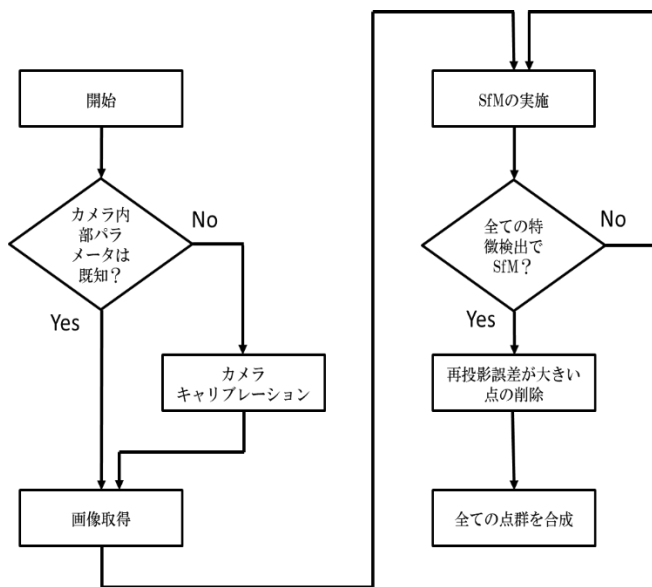 開始
カメラ内
部パラ
メータは
既知？
No
Yes
カメラ
キャリブレーション
画像取得
SfMの実施
全ての特
徴検出で
SfM？
No
Yes
再投影誤差が大きい
点の削除
全ての点群を合成